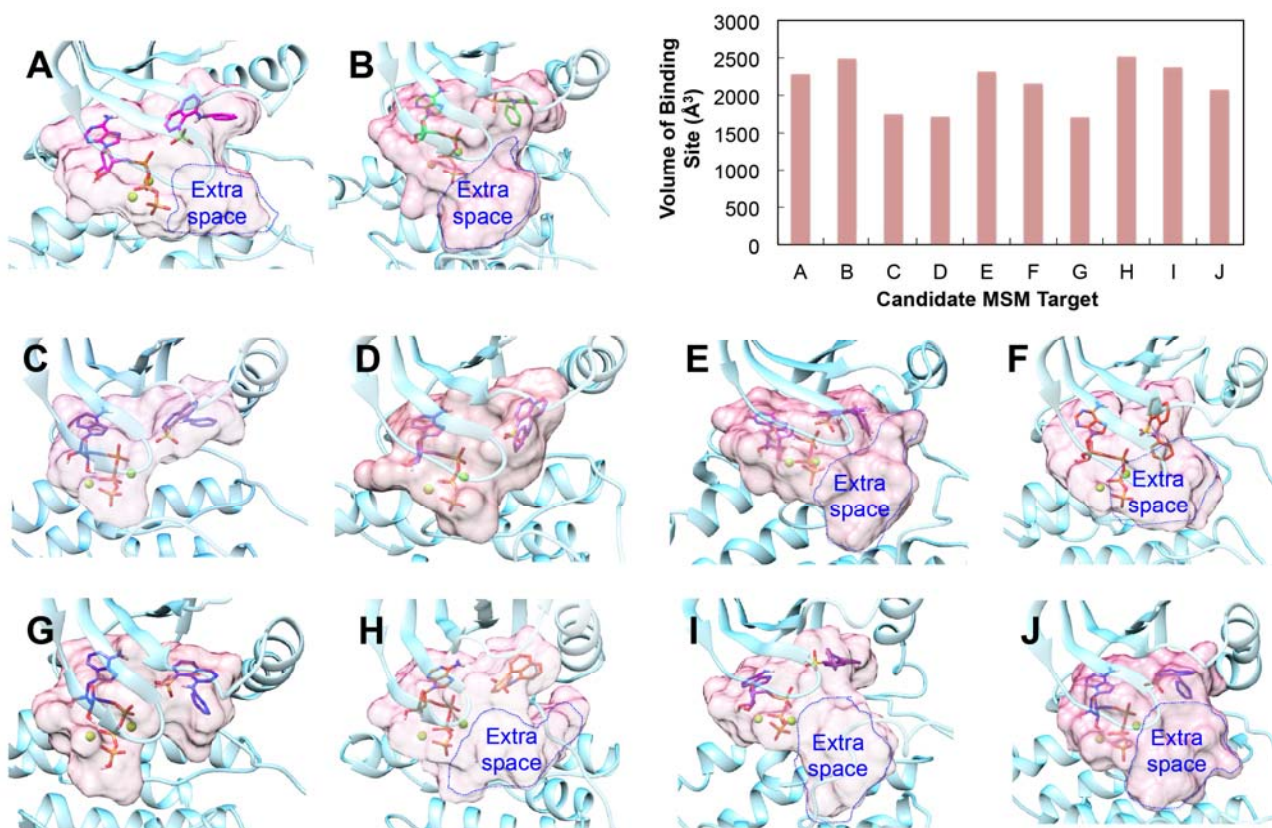 A
Extra
space
B
Extra
space
Volume of Binding
Site (Å³)
3000
2500
2000
1500
1000
500
0
A B C D E F G H I J
Candidate MSM Target
C
D
E
Extra
space
F
Extra
space
G
H
Extra
space
I
Extra
space
J
Extra
space